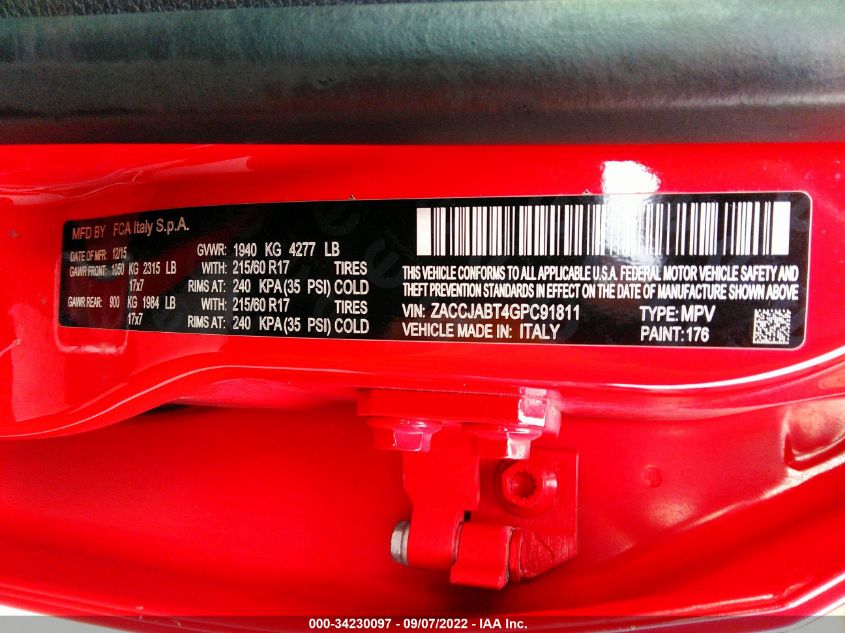 MFD BY FCA Italy S.p.A.
DATE OF MFR: 12/15 GVWR: 1940 KG 4277 LB
GAWR FRONT: 1050 KG 2315 LB WITH: 215/60 R17 TIRES
17x7 RIMS AT: 240 KPA(35 PSI) COLD
GAWR REAR: 900 KG 1984 LB WITH: 215/60 R17 TIRES
17x7 RIMS AT: 240 KPA(35 PSI) COLD
THIS VEHICLE CONFORMS TO ALL APPLICABLE U.S.A. FEDERAL MOTOR VEHICLE SAFETY AND
THEFT PREVENTION STANDARDS IN EFFECT ON THE DATE OF MANUFACTURE SHOWN ABOVE.
VIN: ZACCJABT4GPC91811 TYPE: MPV
VEHICLE MADE IN: ITALY PAINT: 176
000-34230097 - 09/07/2022 - IAA Inc.